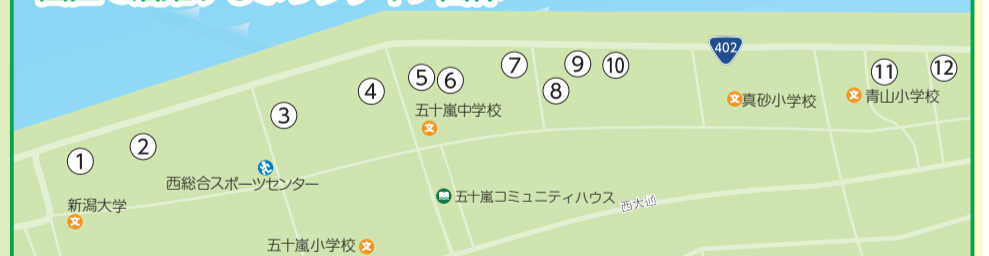 402
⑦
⑨
⑩
⑤
⑥
⑪
⑫
④
⑧
青山小学校
真砂小学校
五十嵐中学校
③
②
①
西総合スポーツセンター
五十嵐コミュニティハウス
西大通
新潟大学
五十嵐小学校